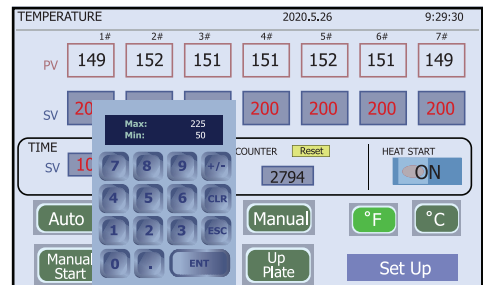 TEMPERATURE 2020.5.26 9:29:30
1# 2# 3# 4# 5# 6# 7#
PV 149 152 151 151 152 151 149
SV 20 200 200 200 200
Max: 225
Min: 50
TIME COUNTER Reset HEAT START
SV 10 2794 ON
7 8 9 +/-
4 5 6 CLR
1 2 3 ESC
0 . ENT
Auto Manual °F °C
Manual Start Up Plate Set Up